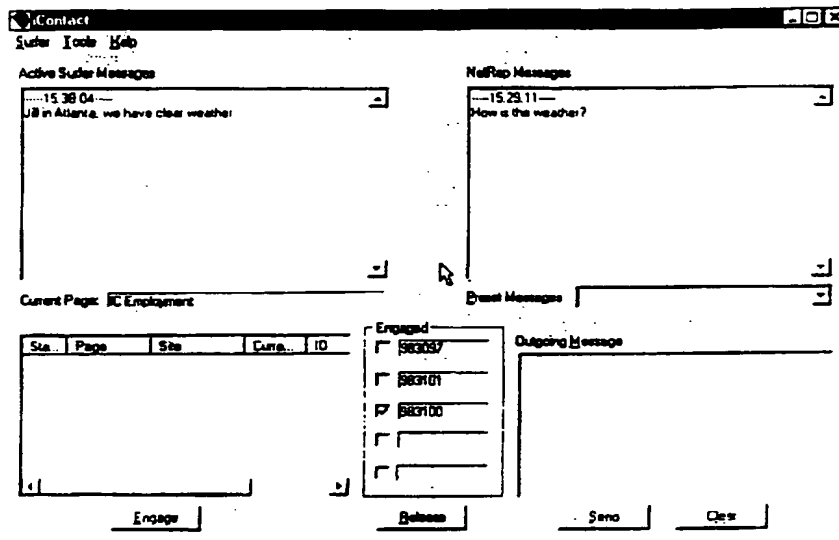 iContact
Surfer Tools Help
Active Surfer Messages
-----15.38.04-----
Jill in Atlanta, we have clear weather
NetRep Messages
-----15.29.11-----
How is the weather?
Current Page: IC Employment
Preset Messages
Sta... Page Site Curre... ID
Engaged
983097
983101
983100
Outgoing Message
Engage
Release
Send
Clear